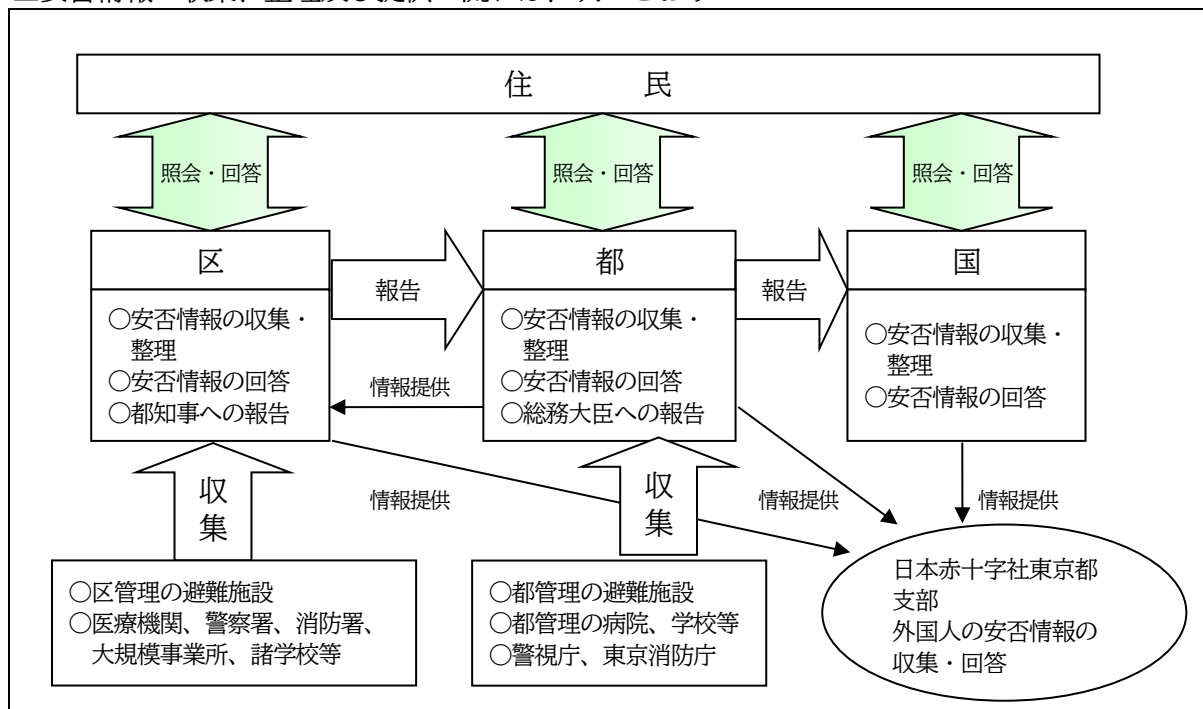 住 民
照会・回答
照会・回答
照会・回答
区
報告
都
報告
国
○安否情報の収集・
整理
○安否情報の回答
○都知事への報告
情報提供
○安否情報の収集・
整理
○安否情報の回答
○総務大臣への報告
○安否情報の収集・
整理
○安否情報の回答
収
集
情報提供
収
集
情報提供
情報提供
○区管理の避難施設
○医療機関、警察署、消防署、
大規模事業所、諸学校等
○都管理の避難施設
○都管理の病院、学校等
○警視庁、東京消防庁
日本赤十字社東京都
支部
外国人の安否情報の
収集・回答